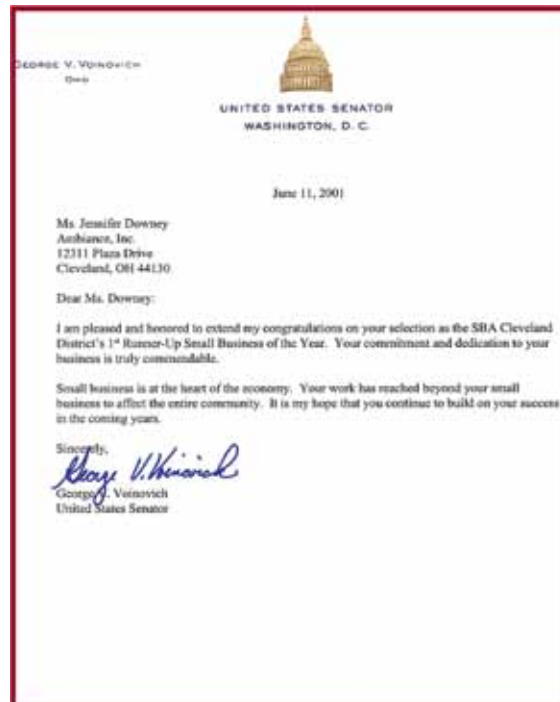 GEORGE V. VOINOVICH
OHIO
UNITED STATES SENATOR
WASHINGTON, D. C.
June 11, 2001
Ms. Jennifer Downey
Ambiance, Inc.
12311 Plaza Drive
Cleveland, OH 44130
Dear Ms. Downey:
I am pleased and honored to extend my congratulations on your selection as the SBA Cleveland
District's 1st Runner-Up Small Business of the Year. Your commitment and dedication to your
business is truly commendable.
Small business is at the heart of the economy. Your work has reached beyond your small
business to affect the entire community. It is my hope that you continue to build on your success
in the coming years.
Sincerely,
George V. Voinovich
George V. Voinovich
United States Senator